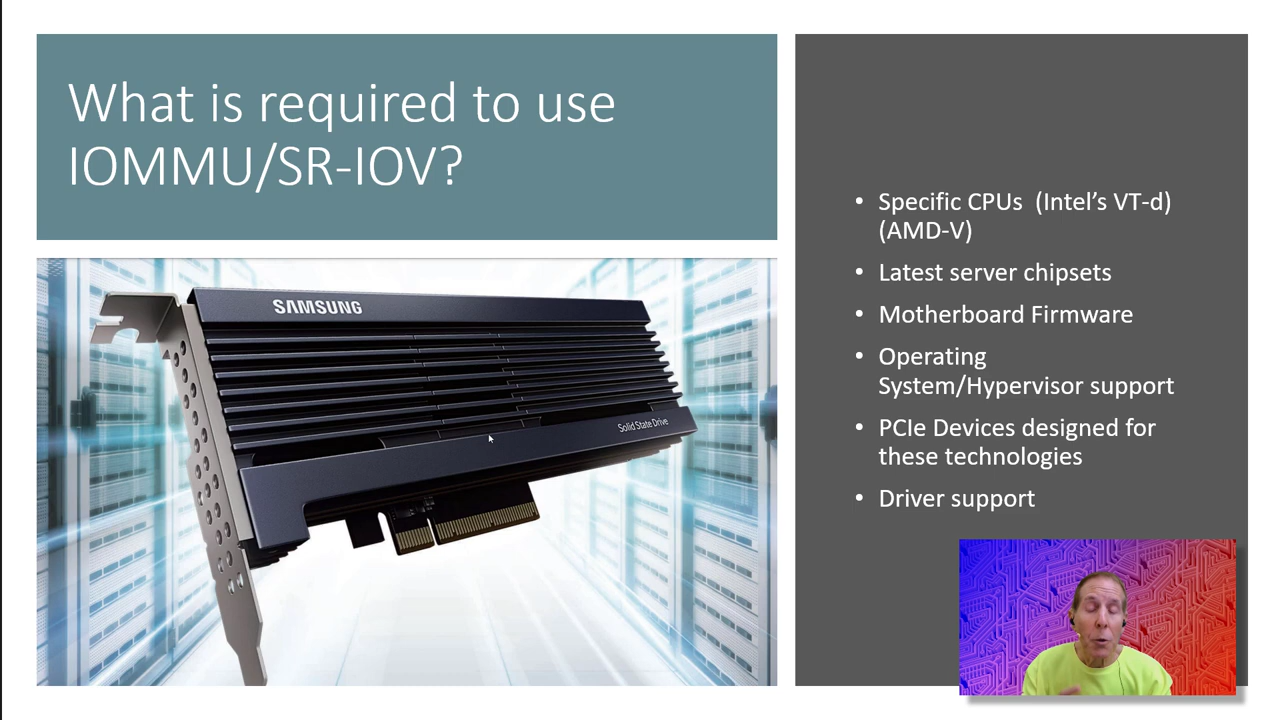 What is required to use
IOMMU/SR-IOV?
SAMSUNG
Solid State Drive
• Specific CPUs (Intel’s VT-d)
(AMD-V)
• Latest server chipsets
• Motherboard Firmware
• Operating
System/Hypervisor support
• PCIe Devices designed for
these technologies
• Driver support